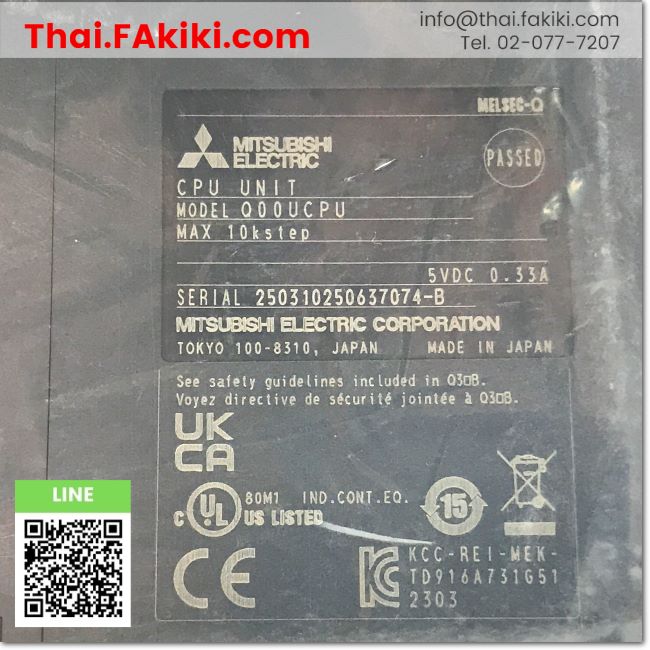 Thai.FAkiki.com
info@thai.fakiki.com
Tel. 02-077-7207
MELSEC-Q
MITSUBISHI
ELECTRIC
PASSED
CPU UNIT
MODEL Q00UCPU
MAX 10kstep
5VDC 0.33A
SERIAL 250310250637074-B
MITSUBISHI ELECTRIC CORPORATION
TOKYO 100-8310, JAPAN MADE IN JAPAN
See safety guidelines included in Q3□B.
Voyez directive de sécurité jointée à Q3□B.
UK
CA
C UL US LISTED
80M1 IND.CONT.EQ.
15
CE
KC
KCC-REI-MEK-
TD916A731G51
2303
LINE